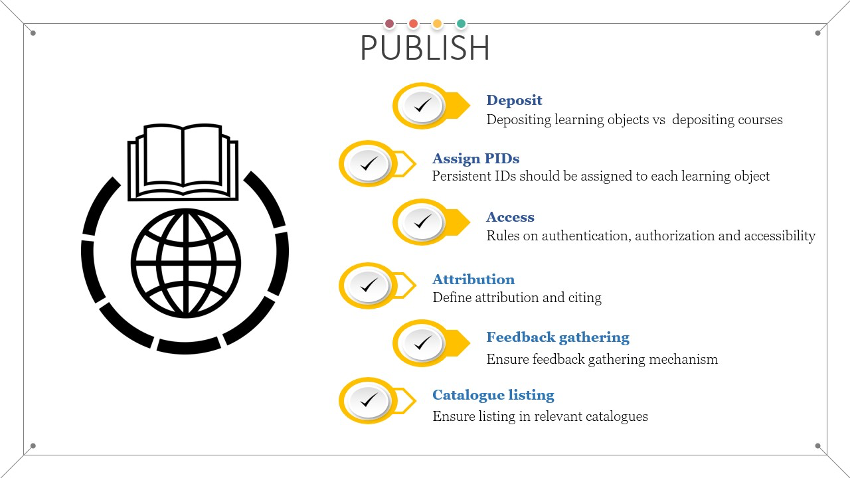 PUBLISH
Deposit
Depositing learning objects vs depositing courses
Assign PIDs
Persistent IDs should be assigned to each learning object
Access
Rules on authentication, authorization and accessibility
Attribution
Define attribution and citing
Feedback gathering
Ensure feedback gathering mechanism
Catalogue listing
Ensure listing in relevant catalogues